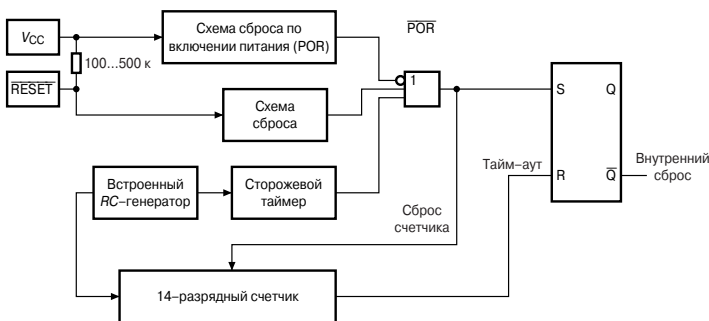 VCC
Схема сброса по
включении питания (POR)
POR
100...500 к
RESET
1
Схема
сброса
S
Q
Тайм–аут
R
Q
Внутренний
сброс
Встроенный
RC–генератор
Сторожевой
таймер
Сброс
счетчика
14–разрядный счетчик